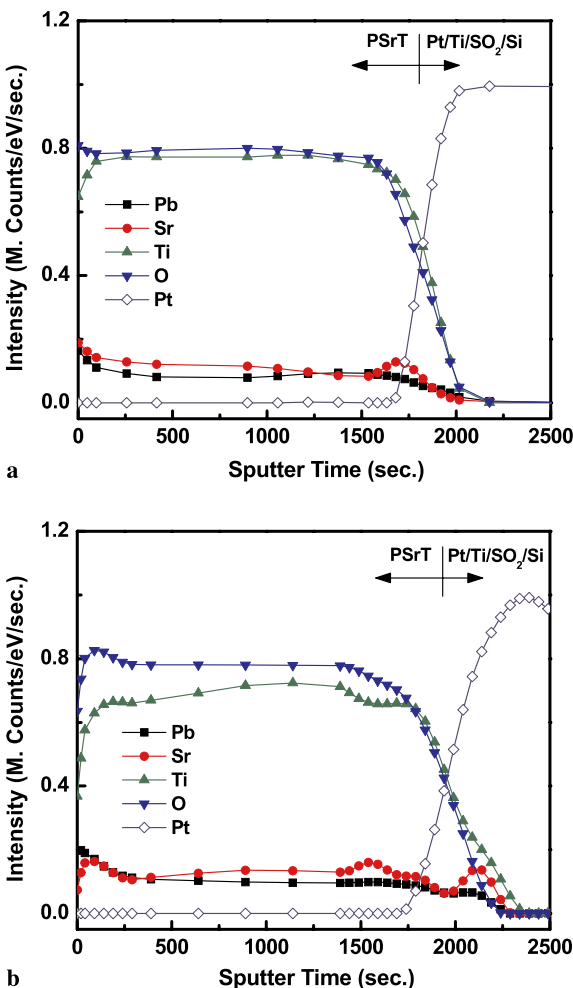 1.2
PSrT Pt/Ti/SO2/Si
0.8
Pb
Sr
Ti
O
Pt
0.4
0.0
Intensity (M. Counts/eV/sec.)
0 500 1000 1500 2000 2500
Sputter Time (sec.)
a
1.2
PSrT Pt/Ti/SO2/Si
0.8
Pb
Sr
Ti
O
Pt
0.4
0.0
Intensity (M. Counts/eV/sec.)
0 500 1000 1500 2000 2500
Sputter Time (sec.)
b